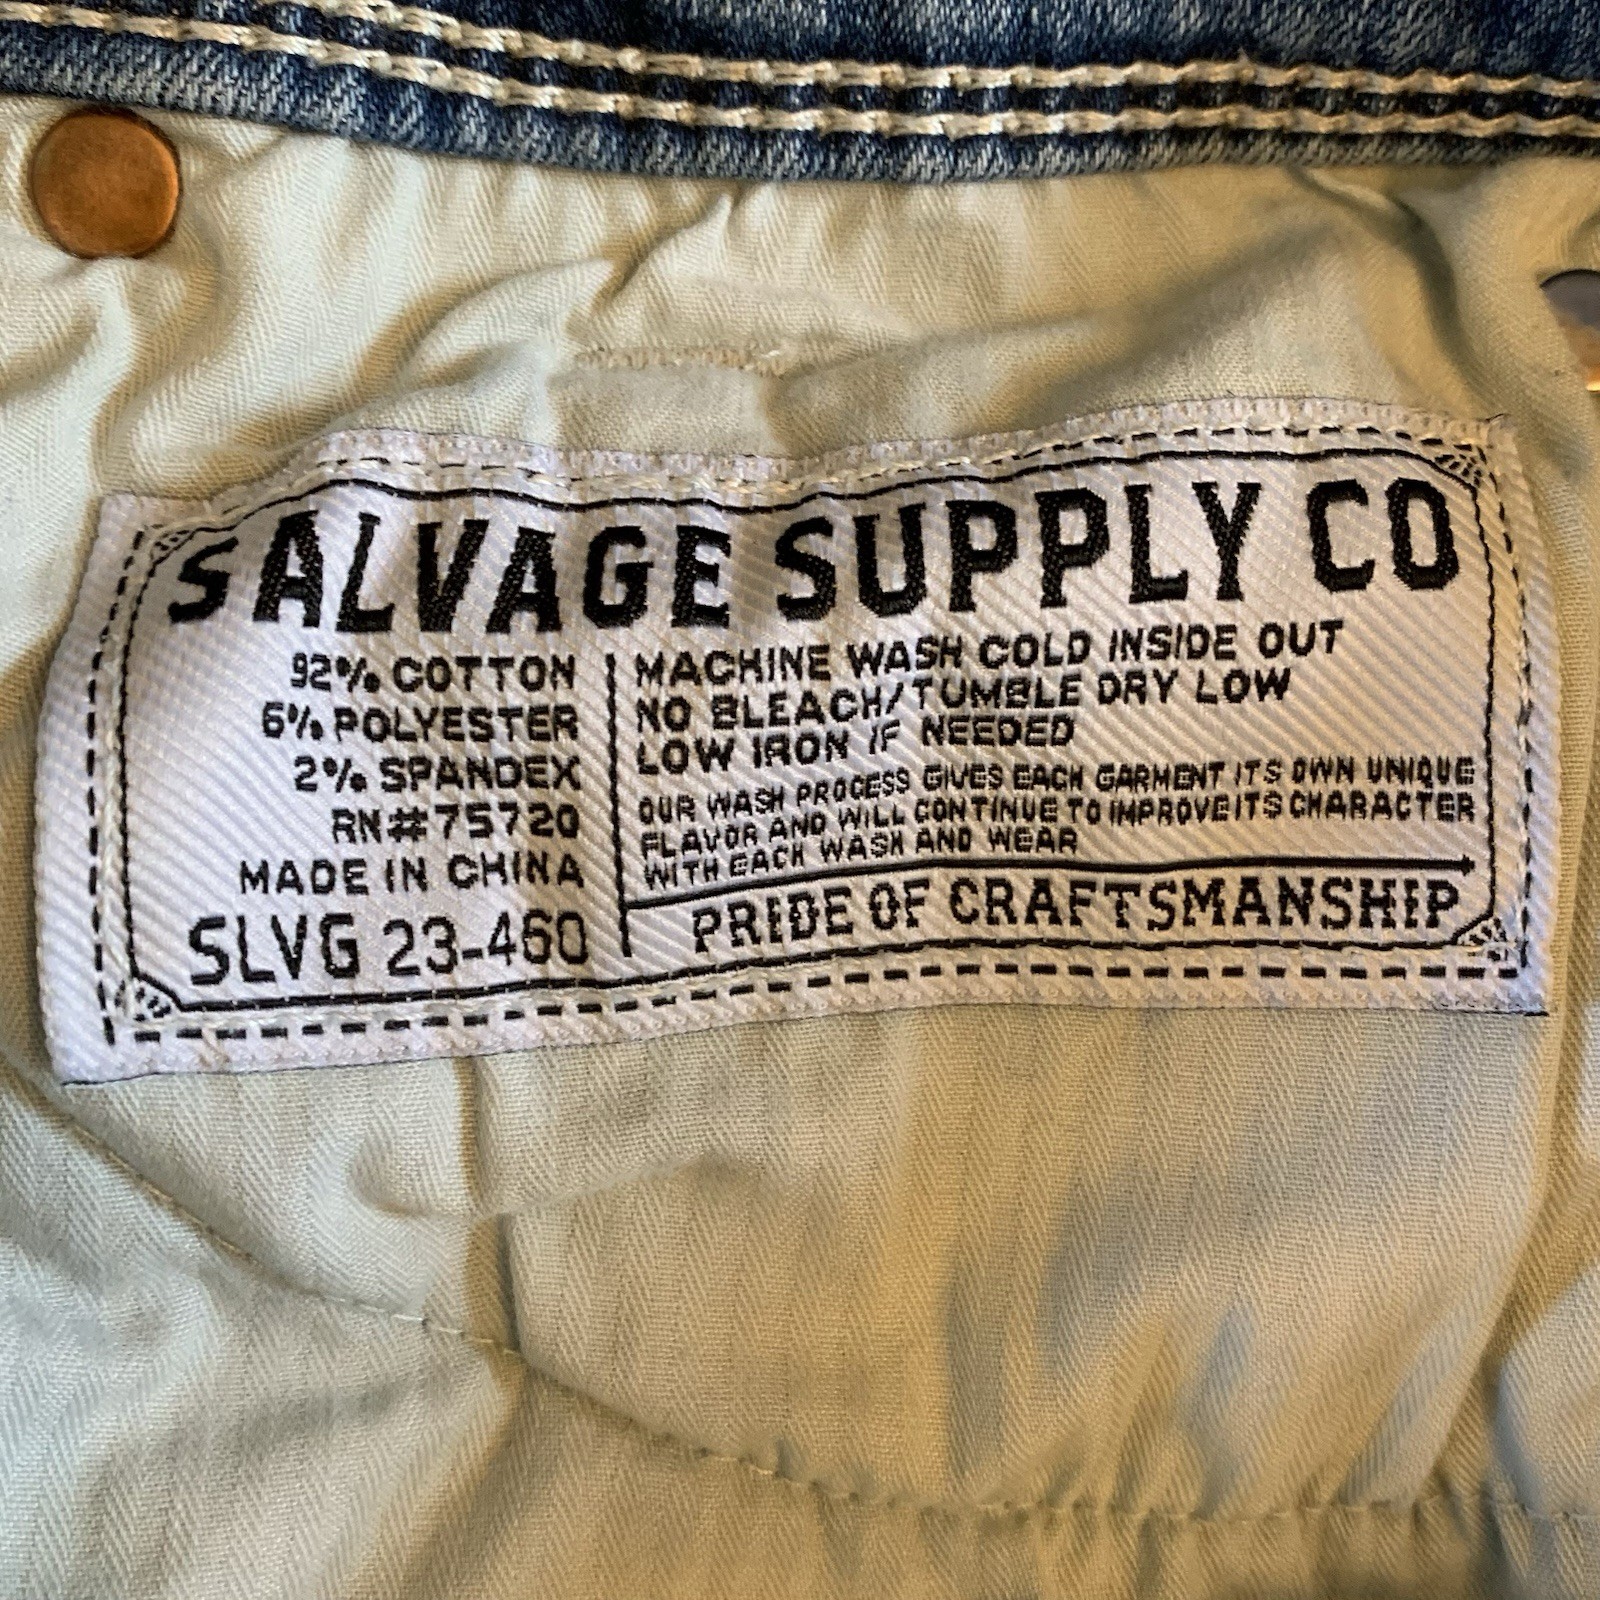 SALVAGE SUPPLY CO
92% COTTON
6% POLYESTER
2% SPANDEX
RN#75720
MADE IN CHINA
SLVG 23-460
MACHINE WASH COLD INSIDE OUT
NO BLEACH/TUMBLE DRY LOW
LOW IRON IF NEEDED
OUR WASH PROCESS GIVES EACH GARMENT ITS OWN UNIQUE
FLAVOR AND WILL CONTINUE TO IMPROVE ITS CHARACTER
WITH EACH WASH AND WEAR
PRIDE OF CRAFTSMANSHIP